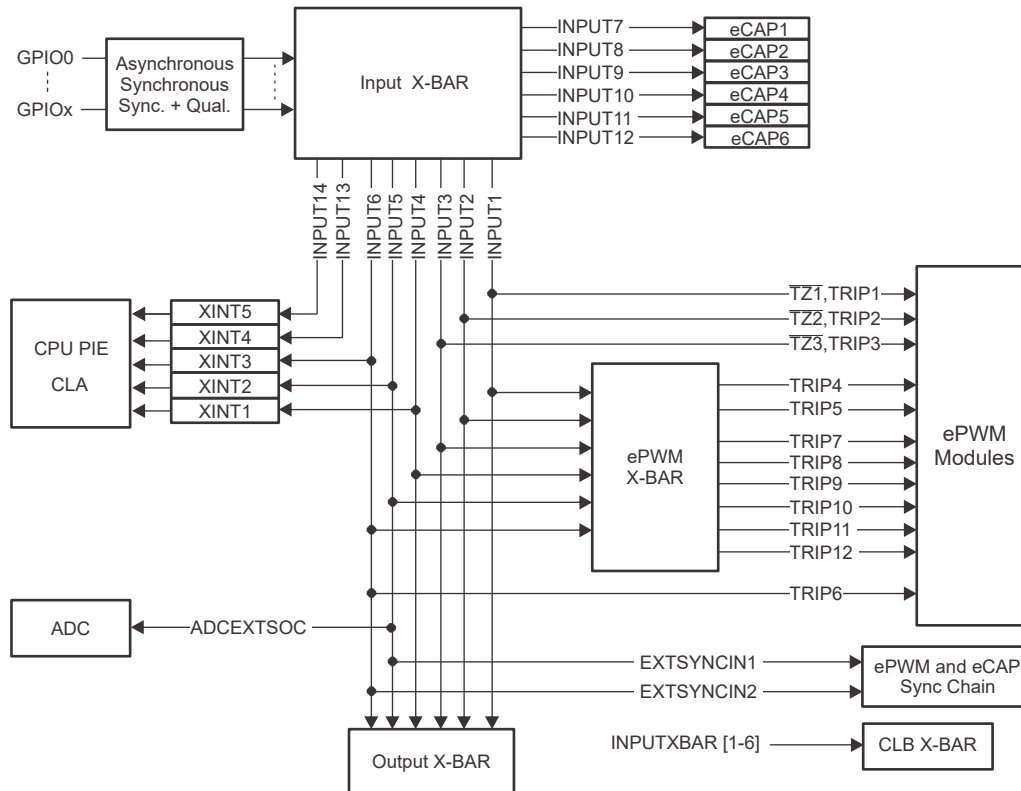 GPIO0
GPIOx
Asynchronous
Synchronous
Sync. + Qual.
Input X-BAR
INPUT7
INPUT8
INPUT9
INPUT10
INPUT11
INPUT12
eCAP1
eCAP2
eCAP3
eCAP4
eCAP5
eCAP6
INPUT14
INPUT13
INPUT6
INPUT5
INPUT4
INPUT3
INPUT2
INPUT1
CPU PIE
CLA
XINT5
XINT4
XINT3
XINT2
XINT1
TZ1,TRIP1
TZ2,TRIP2
TZ3,TRIP3
ePWM
X-BAR
TRIP4
TRIP5
TRIP7
TRIP8
TRIP9
TRIP10
TRIP11
TRIP12
TRIP6
ePWM
Modules
ADC
ADCEXTSOC
EXTSYNCIN1
EXTSYNCIN2
ePWM and eCAP
Sync Chain
Output X-BAR
INPUTXBAR [1-6]
CLB X-BAR